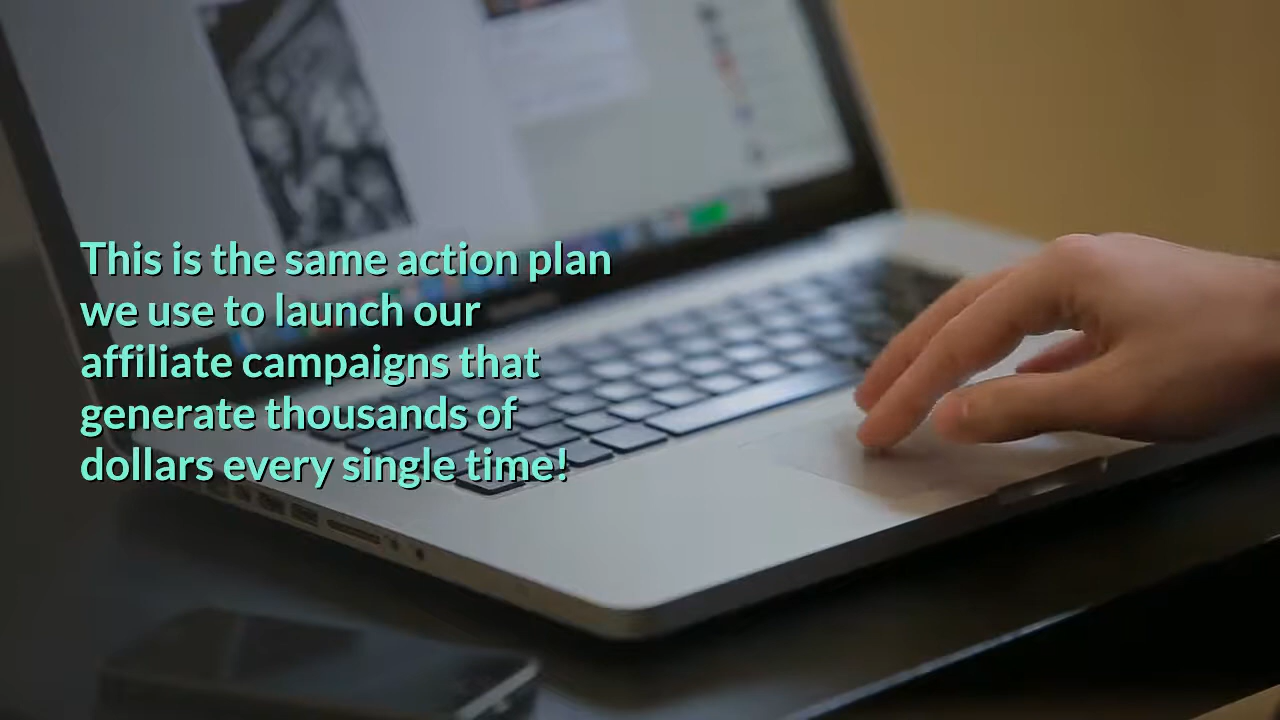 This is the same action plan
we use to launch our
affiliate campaigns that
generate thousands of
dollars every single time!